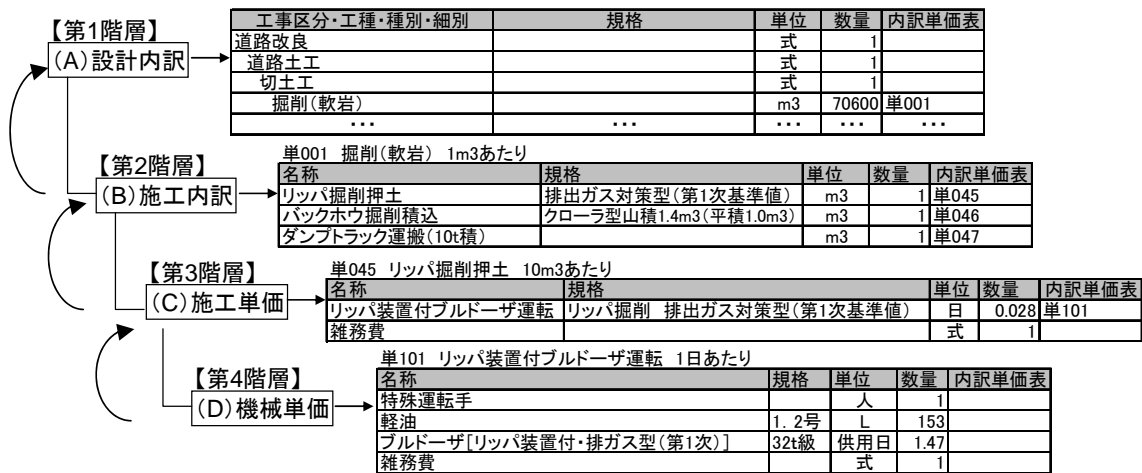 【第1階層】
(A)設計内訳
工事区分・工種・種別・細別 規格 単位 数量 内訳単価表
道路改良 式 1
道路土工 式 1
切土工 式 1
掘削(軟岩) m3 70600 単001
・・・ ・・・ ・・・ ・・・ ・・・
【第2階層】
(B)施工内訳
単001 掘削(軟岩) 1m3あたり
名称 規格 単位 数量 内訳単価表
リッパ掘削押土 排出ガス対策型(第1次基準値) m3 1 単045
バックホウ掘削積込 クローラ型山積1.4m3(平積1.0m3) m3 1 単046
ダンプトラック運搬(10t積) m3 1 単047
【第3階層】
(C)施工単価
単045 リッパ掘削押土 10m3あたり
名称 規格 単位 数量 内訳単価表
リッパ装置付ブルドーザ運転 リッパ掘削 排出ガス対策型(第1次基準値) 日 0.028 単101
雑務費 式 1
【第4階層】
(D)機械単価
単101 リッパ装置付ブルドーザ運転 1日あたり
名称 規格 単位 数量 内訳単価表
特殊運転手 人 1
軽油 1.2号 L 153
ブルドーザ[リッパ装置付・排ガス型(第1次)] 32t級 供用日 1.47
雑務費 式 1